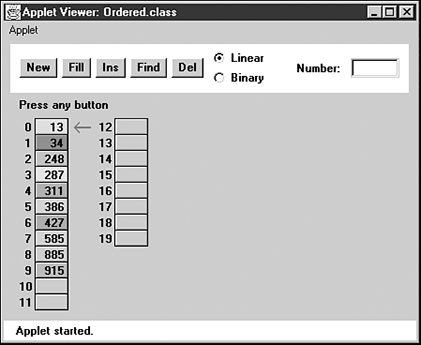 Applet Viewer: Ordered.class
Applet
New Fill Ins Find Del Linear Binary Number:
Press any button
0 13 12
1 34 13
2 248 14
3 287 15
4 311 16
5 386 17
6 427 18
7 585 19
8 885
9 915
10
11
Applet started.